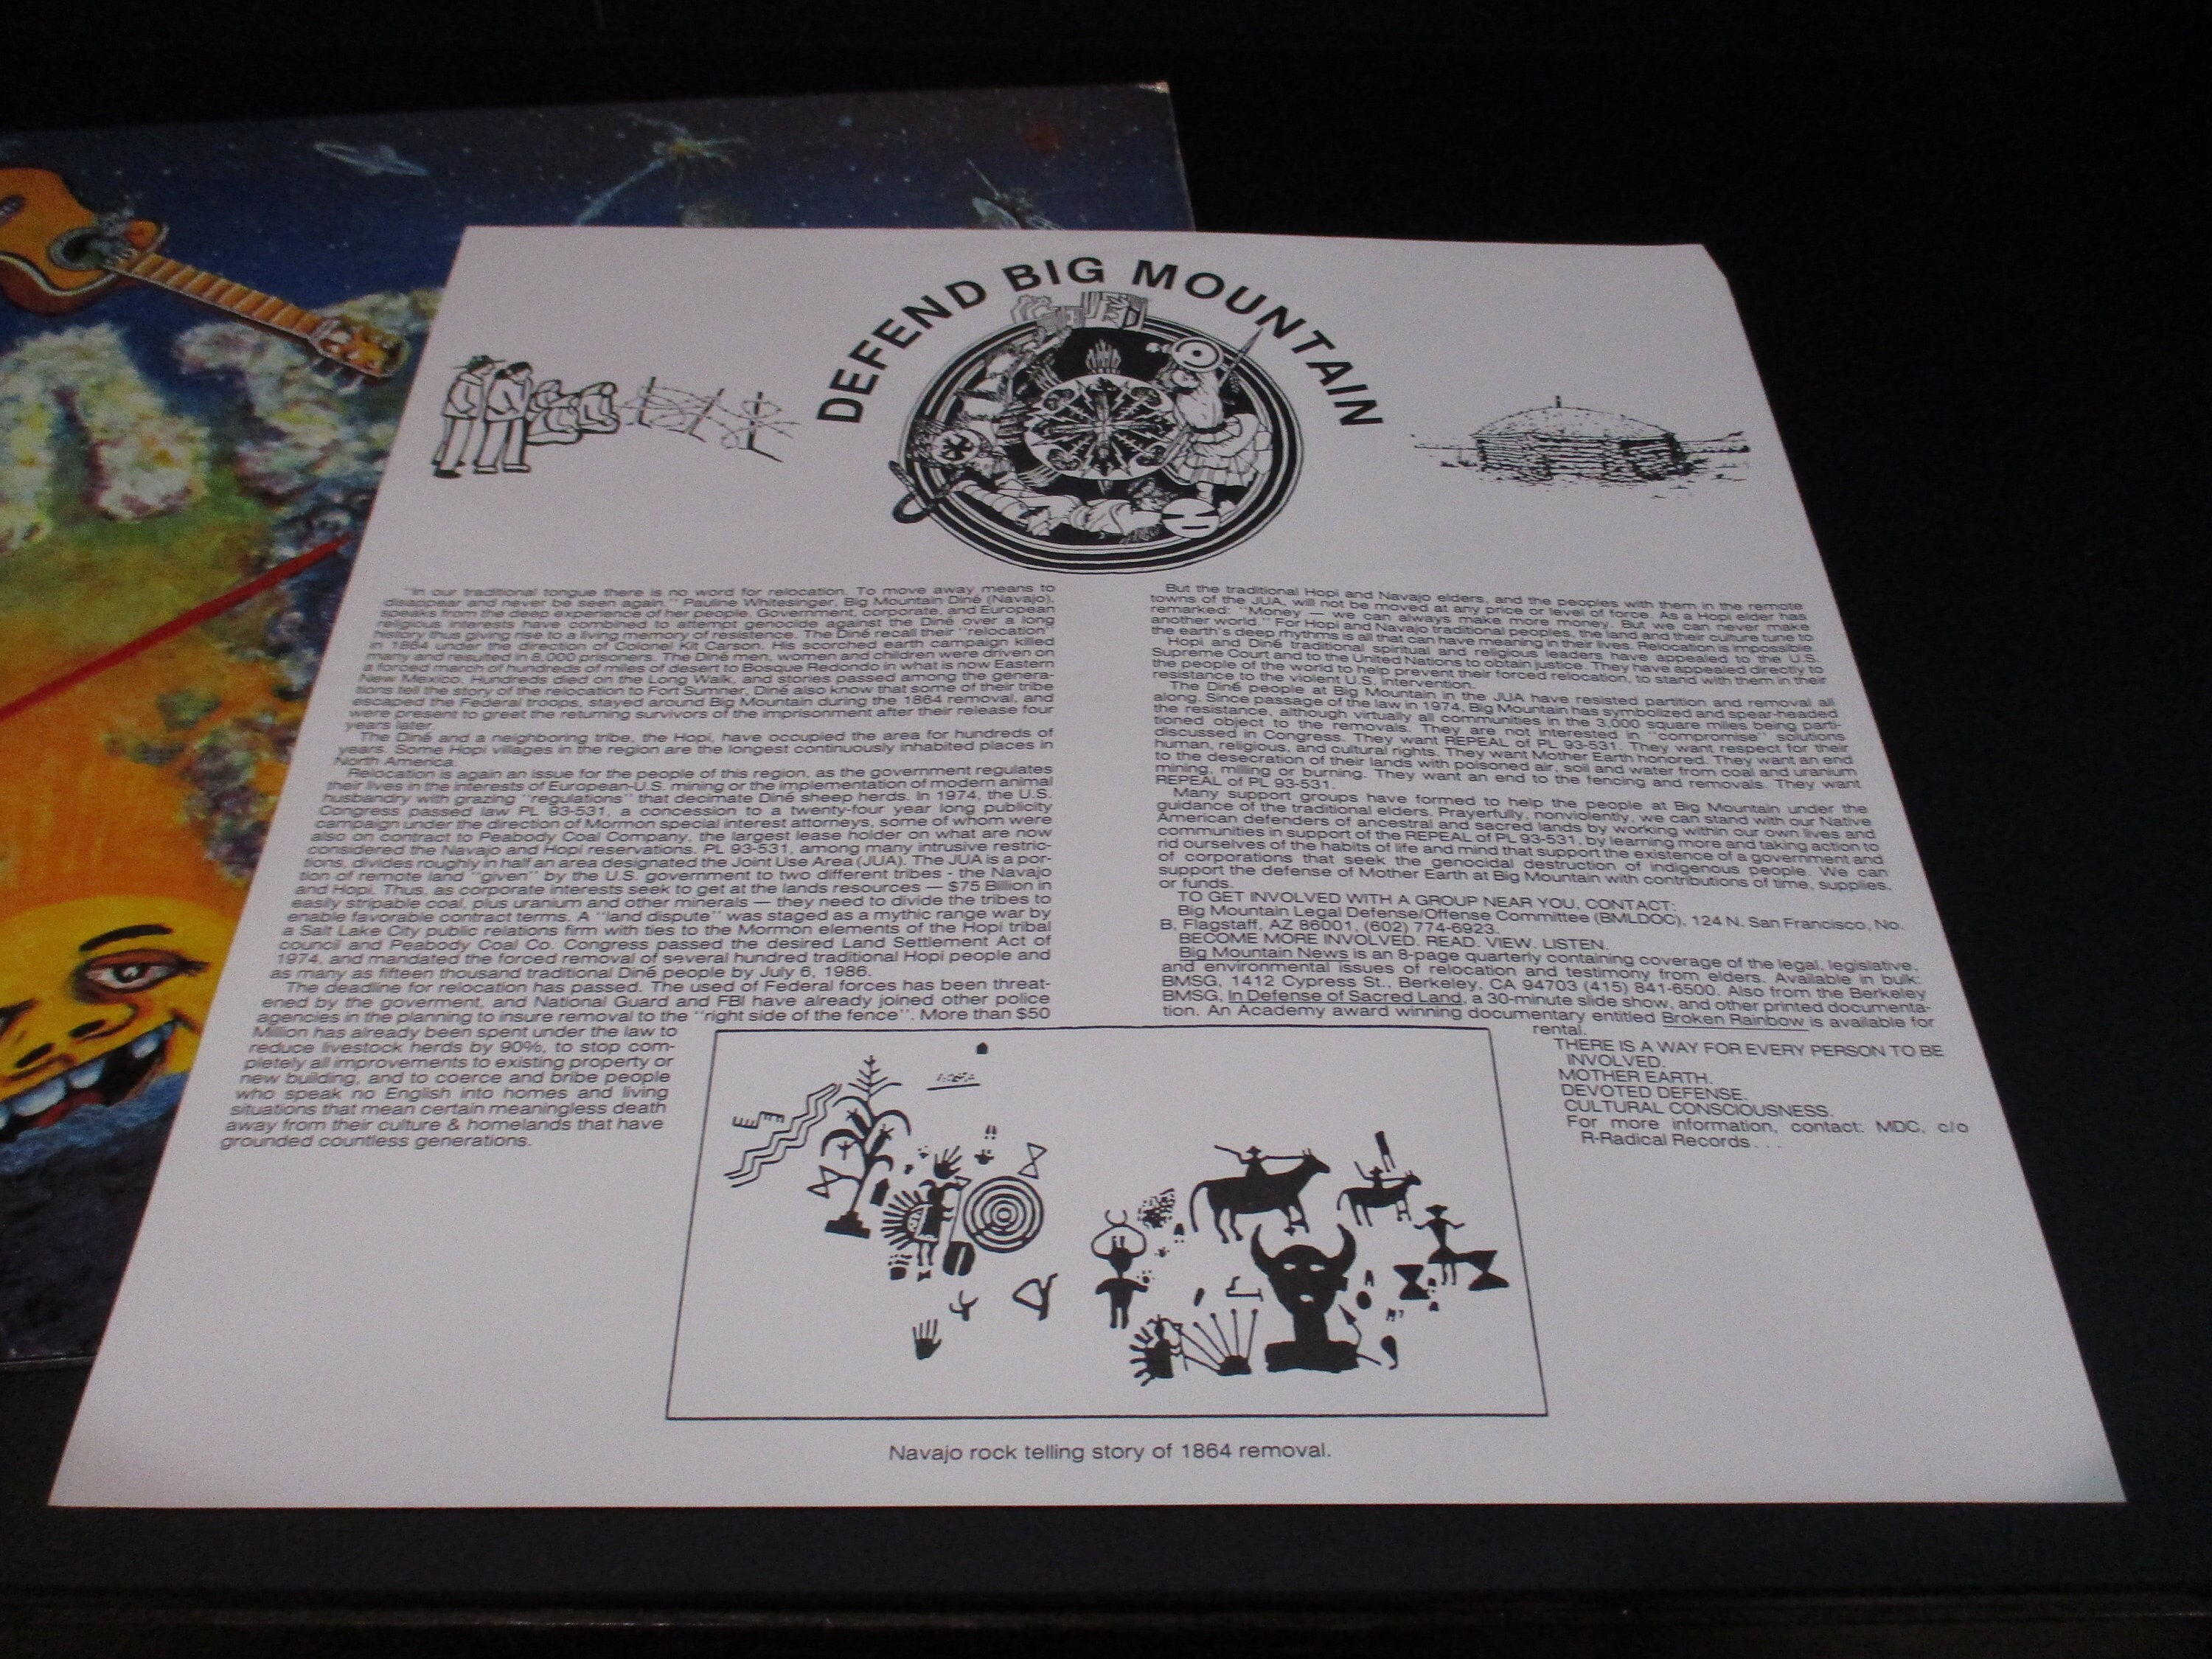 DEFEND BIG MOUNTAIN
"In our traditional tongue there is no word for relocation. To move away means to
disappear and never be seen again." Pauline Whitesinger, Big Mountain Diné (Navajo),
speaks from the deep experience of her people. Government, corporate, and European
religious interests have combined to attempt genocide against the Diné over a long
history thus giving rise to a living memory of resistance. The Diné recall their "relocation"
in 1864 under the direction of Colonel Kit Carson. His scorched earth campaign killed
many and resulted in 8,000 prisoners. The Diné men, women and children were driven on
a forced march of hundreds of miles of desert to Bosque Redondo in what is now Eastern
New Mexico. Hundreds died on the Long Walk, and stories passed among the genera-
tions tell the story of the relocation to Fort Sumner. Diné also know that some of their tribe
escaped the Federal troops, stayed around Big Mountain during the 1864 removal, and
were present to greet the returning survivors of the imprisonment after their release four
years later.
The Diné and a neighboring tribe, the Hopi, have occupied the area for hundreds of
years. Some Hopi villages in the region are the longest continuously inhabited places in
North America.
Relocation is again an issue for the people of this region, as the government regulates
their lives in the interests of European-U.S. mining or the implementation of modern animal
husbandry with grazing "regulations" that decimate Diné sheep herds. In 1974, the U.S.
Congress passed law PL 93-531, a concession to a twenty-four year long publicity
campaign under the direction of Mormon special interest attorneys, some of whom were
also on contract to Peabody Coal Company, the largest lease holder on what are now
considered the Navajo and Hopi reservations. PL 93-531, among many intrusive restric-
tions, divides roughly in half an area designated the Joint Use Area (JUA). The JUA is a por-
tion of remote land "given" by the U.S. government to two different tribes - the Navajo
and Hopi. Thus, as corporate interests seek to get at the lands resources — $75 Billion in
easily stripable coal, plus uranium and other minerals — they need to divide the tribes to
enable favorable contract terms. A "land dispute" was staged as a mythic range war by
a Salt Lake City public relations firm with ties to the Mormon elements of the Hopi tribal
council and Peabody Coal Co. Congress passed the desired Land Settlement Act of
1974, and mandated the forced removal of several hundred traditional Hopi people and
as many as fifteen thousand traditional Diné people by July 6, 1986.
The deadline for relocation has passed. The used of Federal forces has been threat-
ened by the goverment, and National Guard and FBI have already joined other police
agencies in the planning to insure removal to the "right side of the fence". More than $50
Million has already been spent under the law to
reduce livestock herds by 90%, to stop com-
pletely all improvements to existing property or
new building, and to coerce and bribe people
who speak no English into homes and living
situations that mean certain meaningless death
away from their culture & homelands that have
grounded countless generations.
But the traditional Hopi and Navajo elders, and the peoples with them in the remote
towns of the JUA, will not be moved at any price or level of force. As a Hopi elder has
remarked: "Money — we can always make more money. But we can never make
another world." For Hopi and Navajo traditional peoples, the land and their culture tune to
the earth's deep rhythms is all that can have meaning in their lives. Relocation is impossible.
Hopi and Diné traditional spiritual and religious leaders have appealed to the U.S.
Supreme Court and to the United Nations to obtain justice. They have appealed directly to
the people of the world to help prevent their forced relocation, to stand with them in their
resistance to the violent U.S. intervention.
The Diné people at Big Mountain in the JUA have resisted partition and removal all
along. Since passage of the law in 1974, Big Mountain has symbolized and spear-headed
the resistance, although virtually all communities in the 3,000 square miles being parti-
tioned object to the removals. They are not interested in "compromise" solutions
discussed in Congress. They want REPEAL of PL 93-531. They want respect for their
human, religious, and cultural rights. They want Mother Earth honored. They want an end
to the desecration of their lands with poisoned air, soil and water from coal and uranium
mining, milling or burning. They want an end to the fencing and removals. They want
REPEAL of PL 93-531.
Many support groups have formed to help the people at Big Mountain under the
guidance of the traditional elders. Prayerfully, nonviolently, we can stand with our Native
American defenders of ancestral and sacred lands by working within our own lives and
communities in support of the REPEAL of PL 93-531, by learning more and taking action to
rid ourselves of the habits of life and mind that support the existence of a government and
of corporations that seek the genocidal destruction of indigenous people. We can
support the defense of Mother Earth at Big Mountain with contributions of time, supplies,
or funds.
TO GET INVOLVED WITH A GROUP NEAR YOU, CONTACT:
Big Mountain Legal Defense/Offense Committee (BMLDOC), 124 N. San Francisco, No.
B. Flagstaff, AZ 86001, (602) 774-6923.
BECOME MORE INVOLVED. READ. VIEW. LISTEN.
Big Mountain News is an 8-page quarterly containing coverage of the legal, legislative,
and environmental issues of relocation and testimony from elders. Available in bulk:
BMSG, 1412 Cypress St., Berkeley, CA 94703 (415) 841-6500. Also from the Berkeley
BMSG, In Defense of Sacred Land, a 30-minute slide show, and other printed documenta-
tion. An Academy award winning documentary entitled Broken Rainbow is available for
rental.
THERE IS A WAY FOR EVERY PERSON TO BE
INVOLVED.
MOTHER EARTH.
DEVOTED DEFENSE.
CULTURAL CONSCIOUSNESS.
For more information, contact: MDC, c/o
R-Radical Records . . .
Navajo rock telling story of 1864 removal.